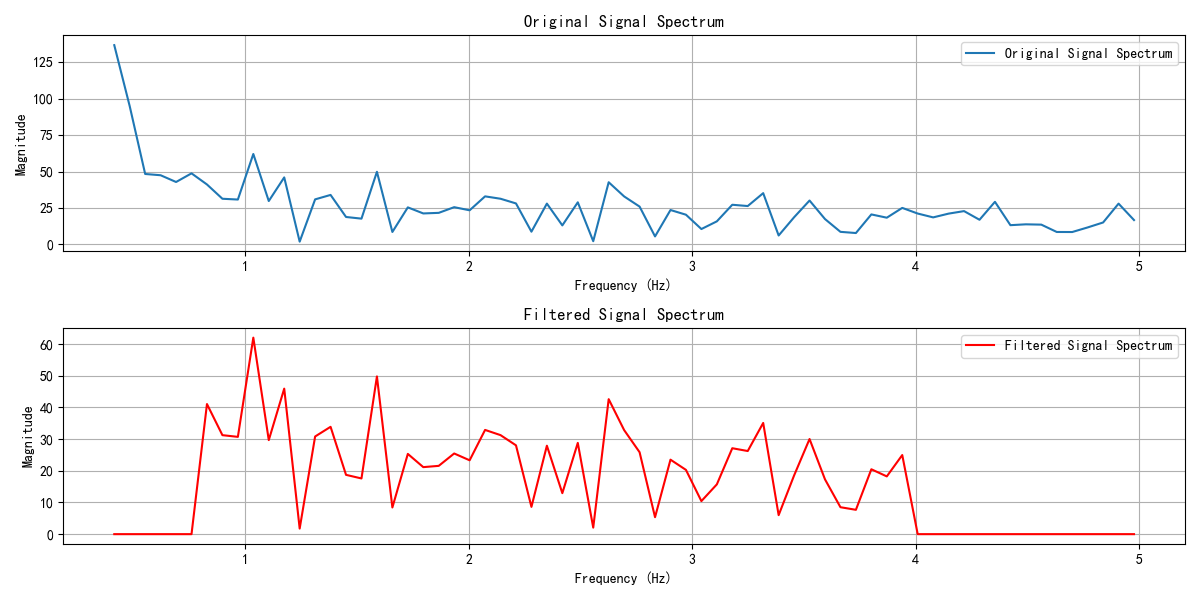 Original Signal Spectrum
Original Signal Spectrum
Magnitude
125
100
75
50
25
0
1 2 3 4 5
Frequency (Hz)
Filtered Signal Spectrum
Filtered Signal Spectrum
Magnitude
60
50
40
30
20
10
0
1 2 3 4 5
Frequency (Hz)